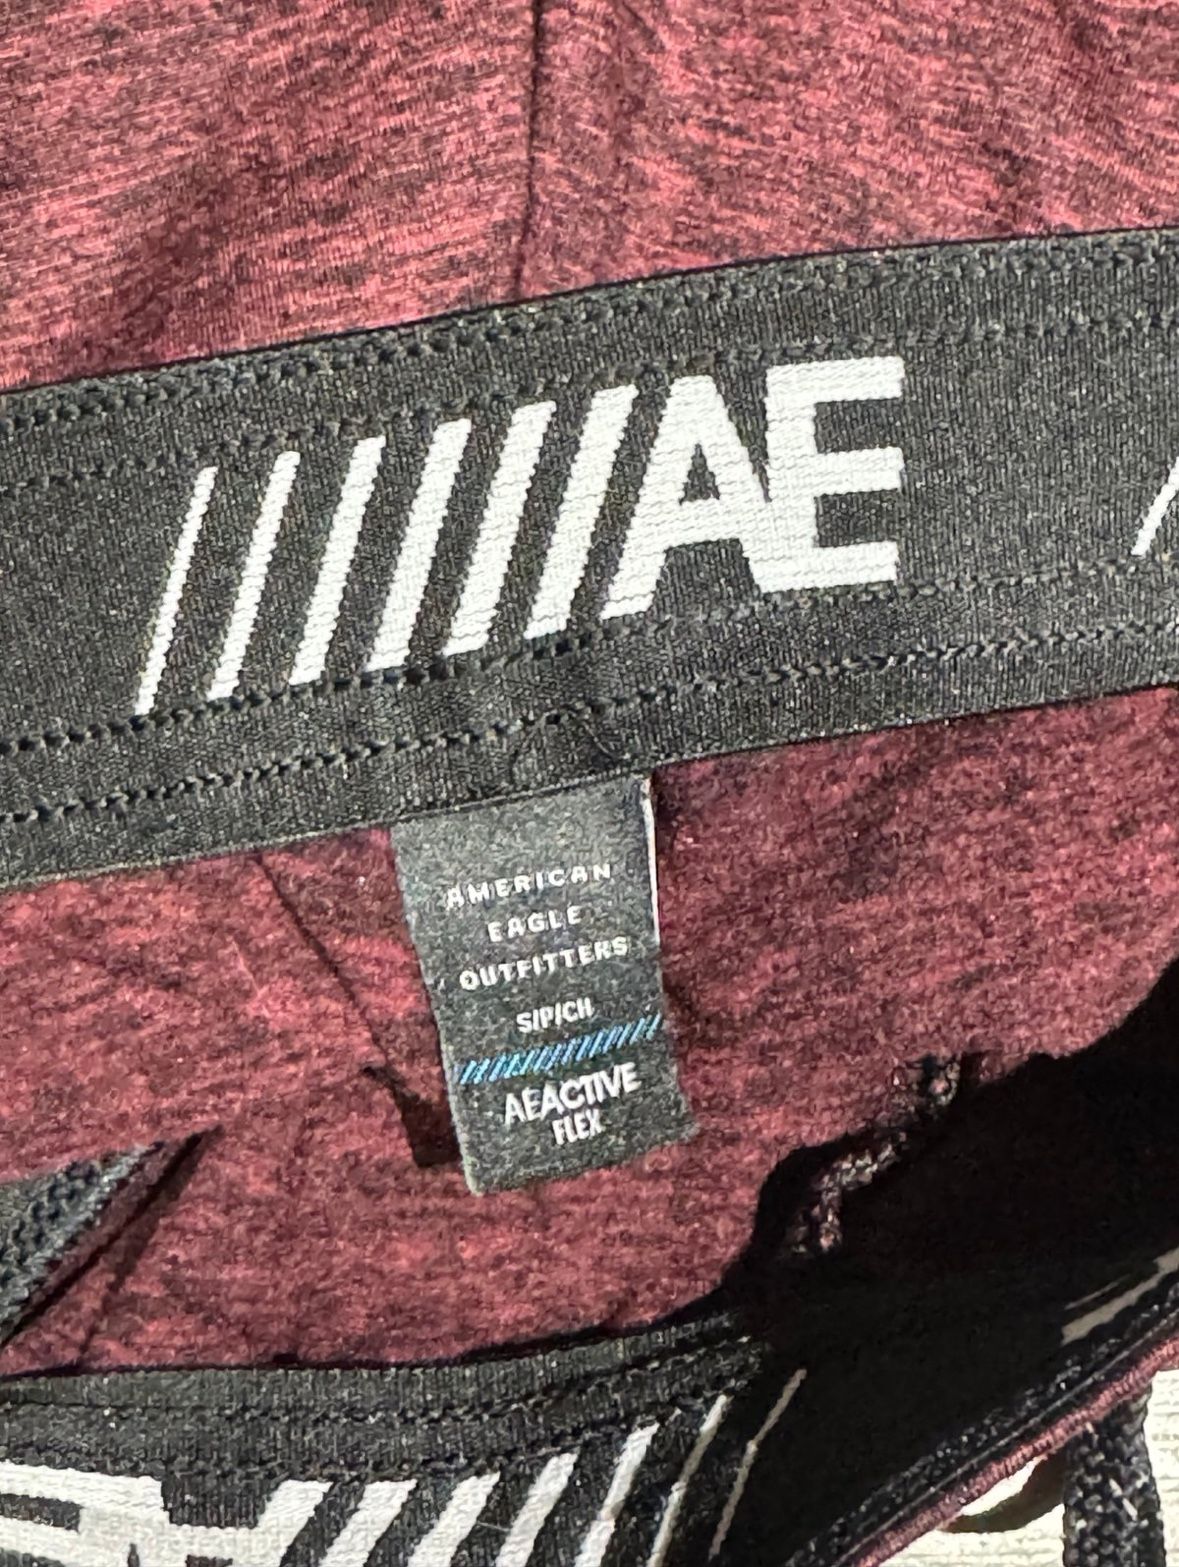 AE
AMERICAN
EAGLE
OUTFITTERS
S|P/CH
AEACTIVE
FLEX